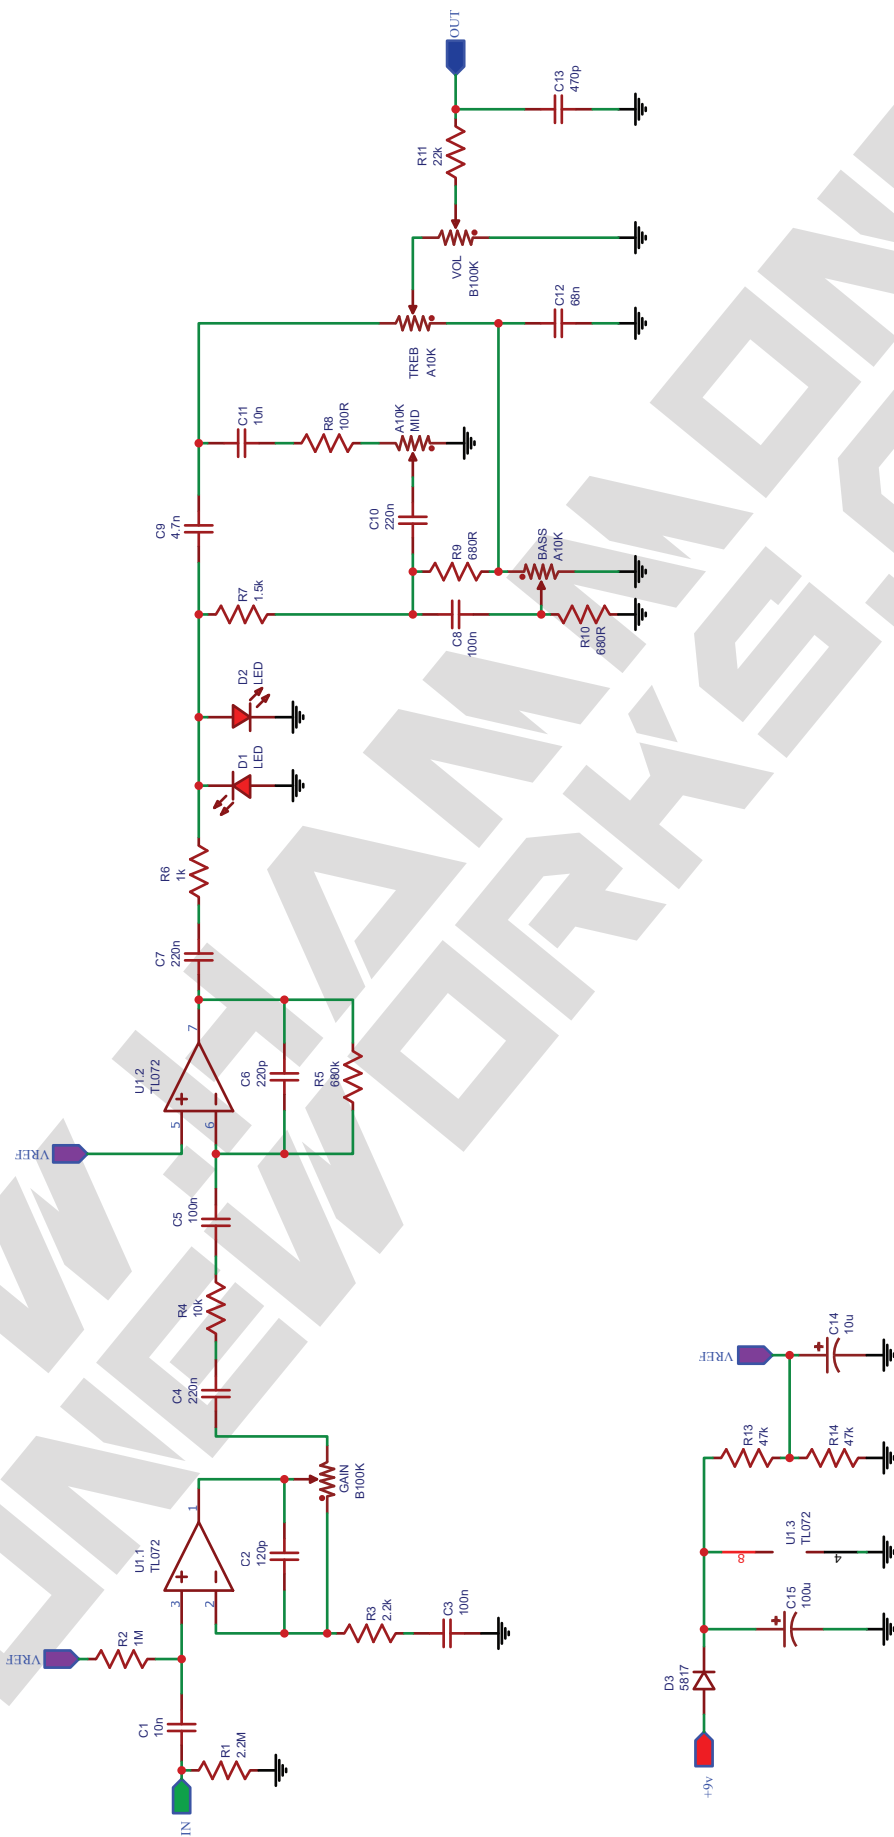 IN
R1
2.2M
C1
10n
VREF
R2
1M
3
2
1
U1.1
TL072
C2
120p
GAIN
B100K
R3
2.2k
C3
100n
C4
220n
R4
10k
C5
100n
VREF
5
6
7
U1.2
TL072
C6
220p
R5
680k
C7
220n
R6
1k
D1
LED
D2
LED
R7
1.5k
C8
100n
R9
680R
R10
680R
BASS
A10K
C9
4.7n
C10
220n
C11
10n
R8
100R
A10K
MID
TREB
A10K
C12
68n
VOL
B100K
R11
22k
C13
470p
OUT
+9v
D3
5817
C15
100u
8
4
U1.3
TL072
R13
47k
R14
47k
VREF
C14
10u